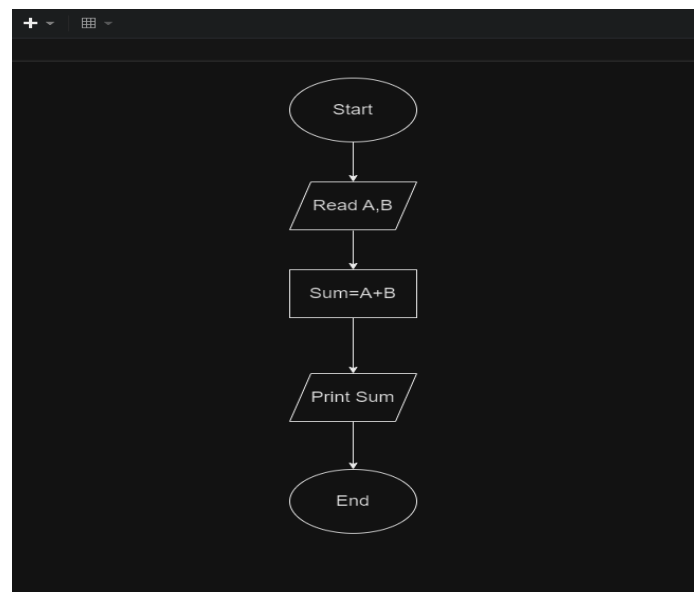 Start
Read A,B
Sum=A+B
Print Sum
End